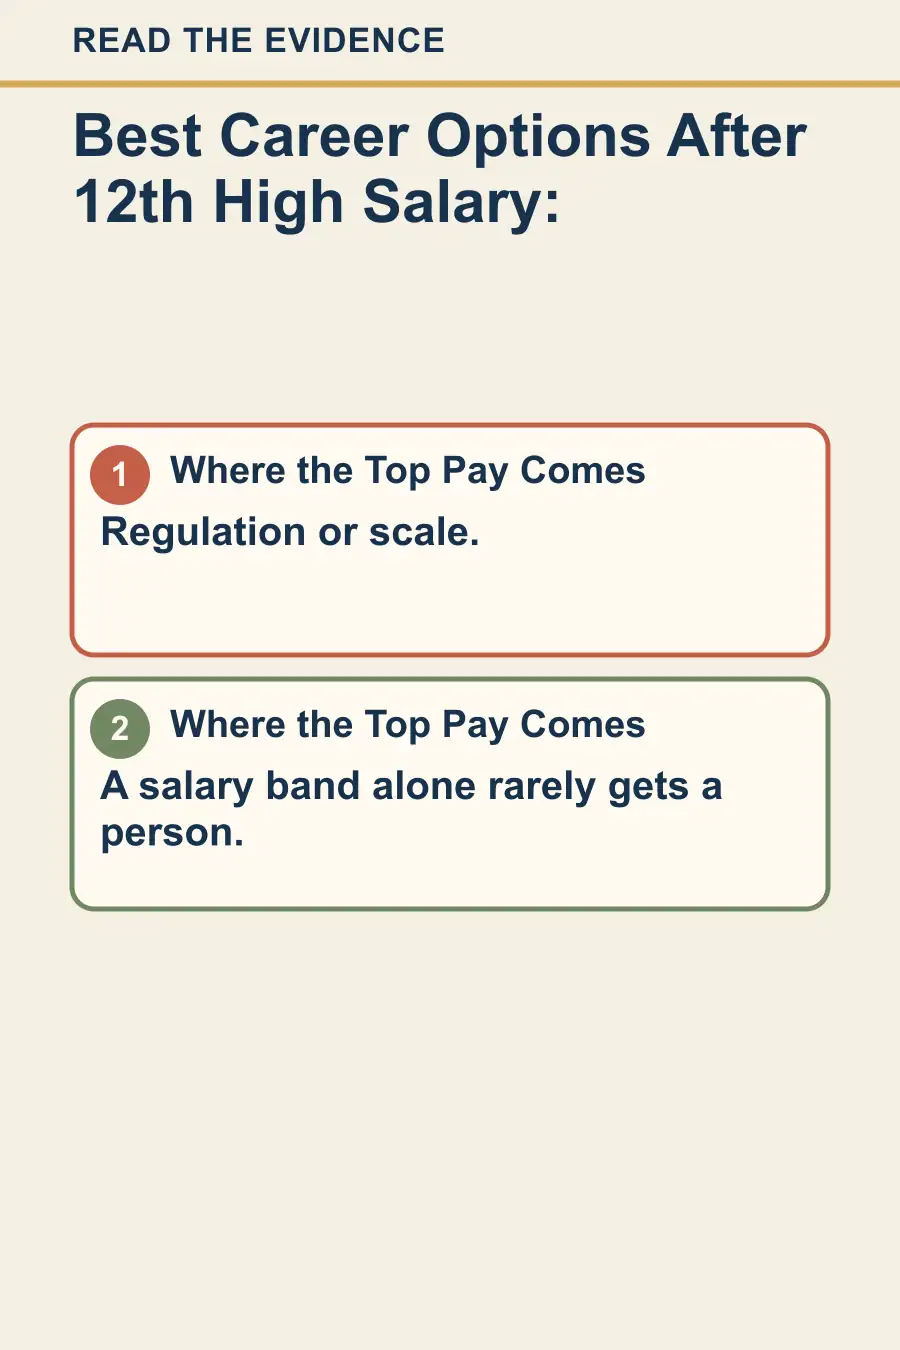 READ THE EVIDENCE
Best Career Options After
12th High Salary:
1 Where the Top Pay Comes
Regulation or scale.
2 Where the Top Pay Comes
A salary band alone rarely gets a
person.